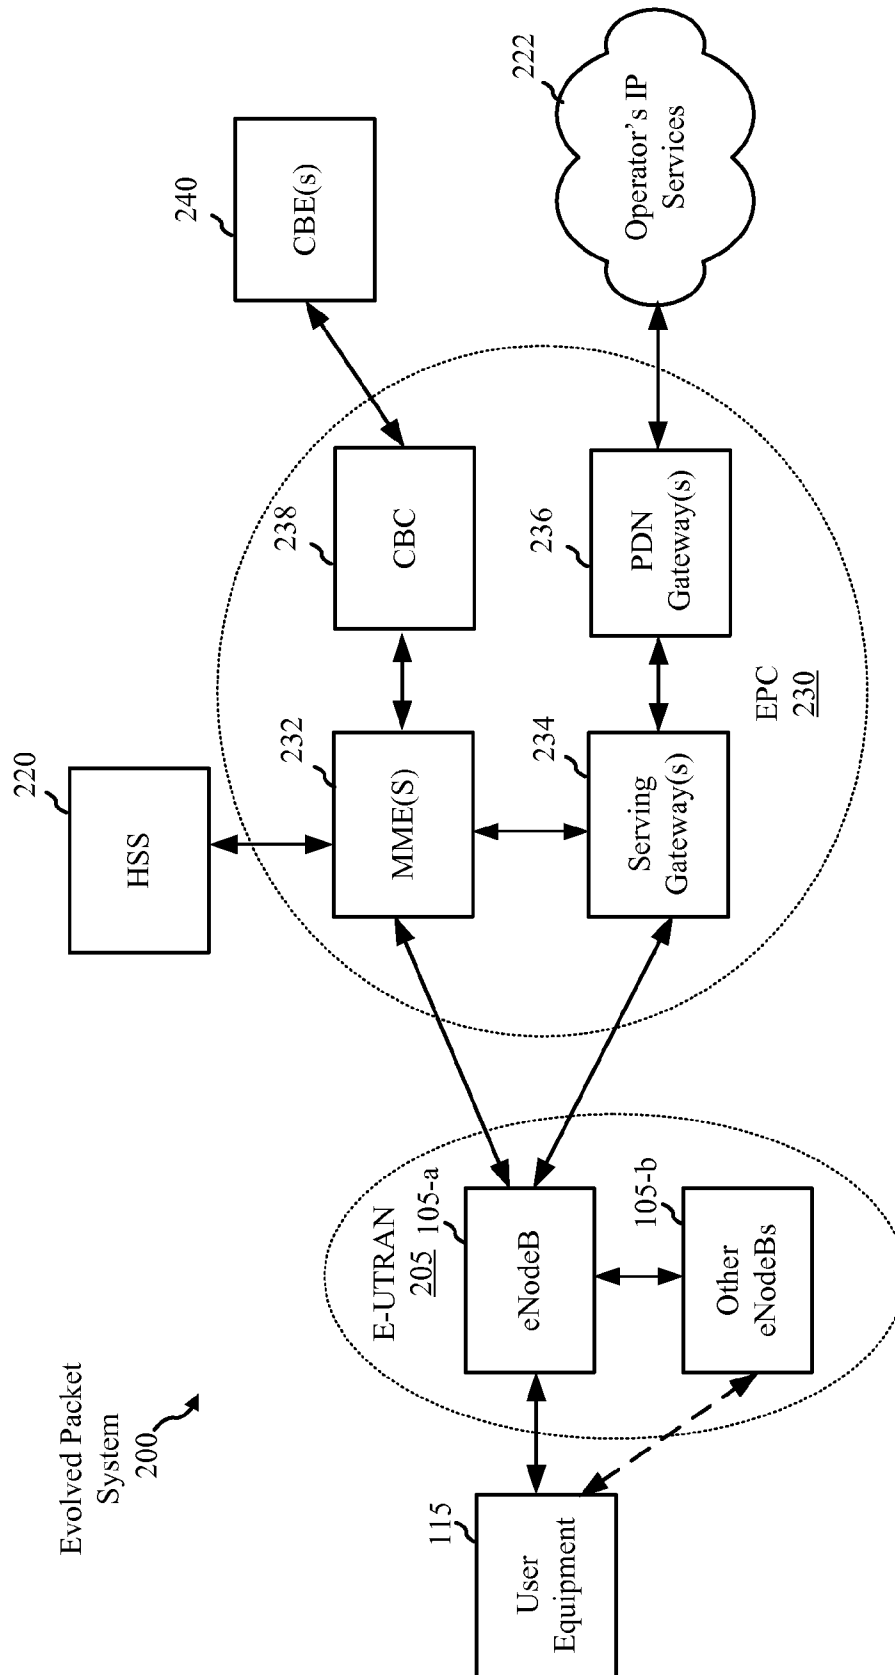 Evolved Packet
System
200
User
Equipment
115
E-UTRAN
205
eNodeB
105-a
Other
eNodeBs
105-b
HSS
220
MME(S)
232
Serving
Gateway(s)
234
CBC
238
PDN
Gateway(s)
236
EPC
230
CBE(s)
240
Operator's IP
Services
222